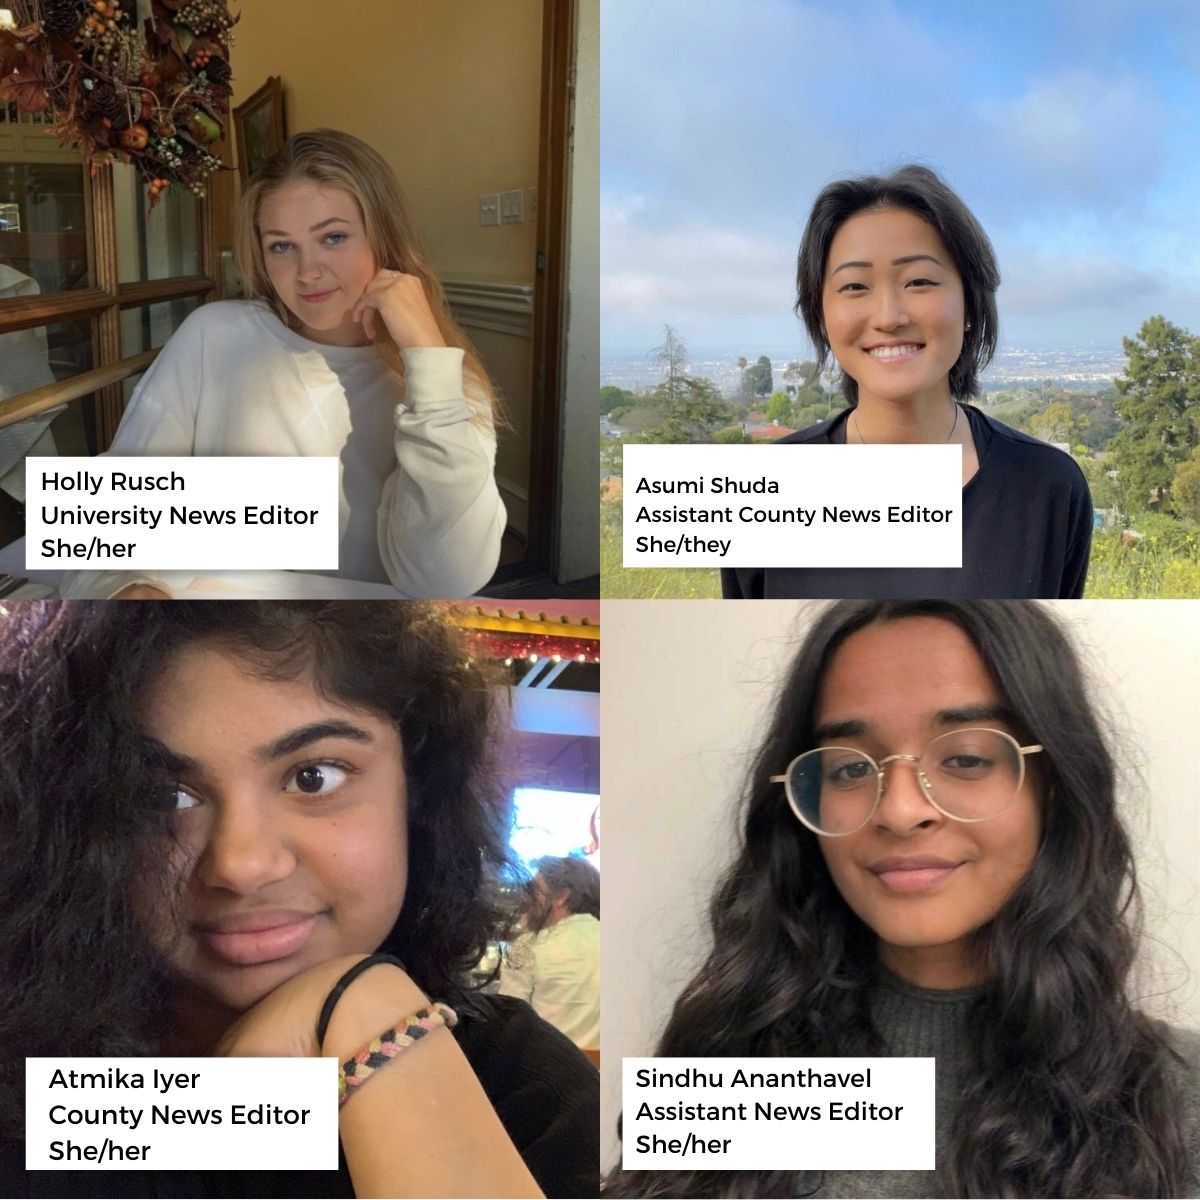 Holly Rusch
University News Editor
She/her
Asumi Shuda
Assistant County News Editor
She/they
Atmika Iyer
County News Editor
She/her
Sindhu Ananthavel
Assistant News Editor
She/her